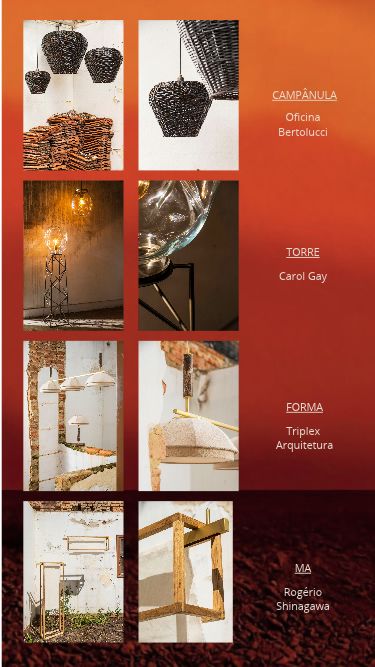 CAMPÂNULA
Oficina
Bertolucci
TORRE
Carol Gay
FORMA
Triplex
Arquitetura
MA
Rogério
Shinagawa